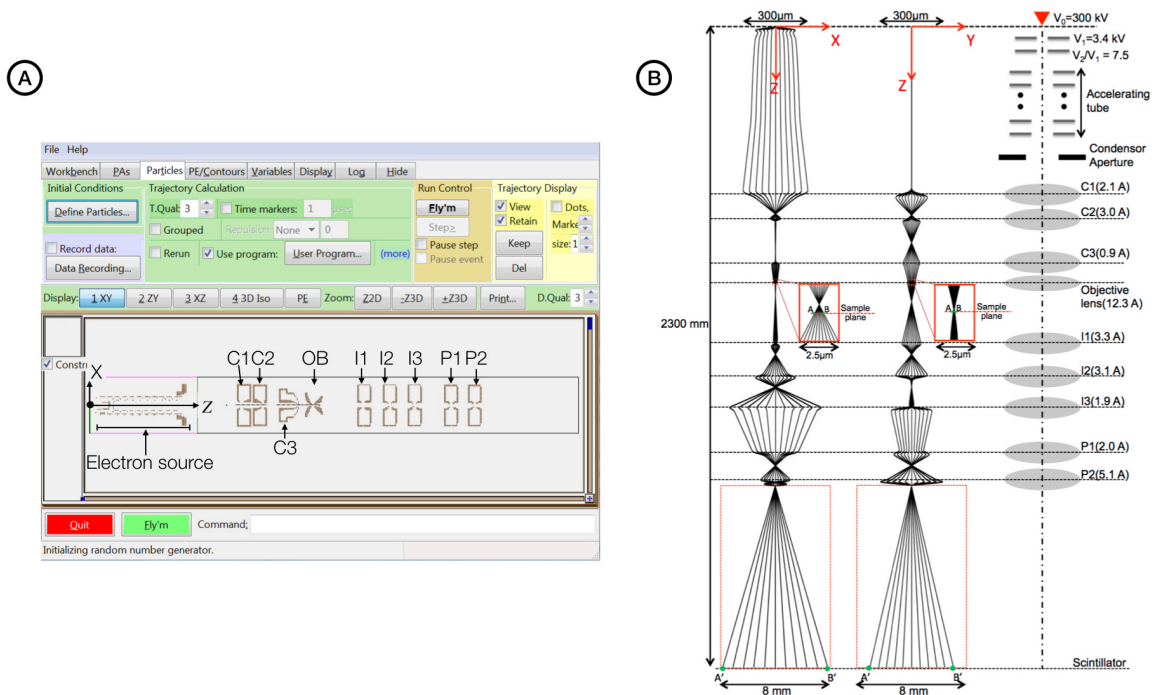 A
File Help
Workbench PAs Particles PE/Contours Variables Display Log Hide
Initial Conditions
Define Particles...
Record data:
Data Recording...
Trajectory Calculation
T.Qual: 3 Time markers: 1
Grouped Repulsion: None 0
Rerun Use program: User Program... (more)
Run Control
Fly'm
Step>
Pause step
Pause event
Trajectory Display
View Dots,
Retain Marke
Keep size: 1
Del
Display: 1 XY 2 ZY 3 XZ 4 3D Iso PE Zoom: Z2D -Z3D ±Z3D Print... D.Qual: 3
Constri
X
Z
C1 C2 OB I1 I2 I3 P1 P2
C3
Electron source
Quit Fly'm Command;
Initializing random number generator.
B
300µm 300µm
X Y
Z Z
V0=300 kV
V1=3.4 kV
V2/V1 = 7.5
Accelerating
tube
Condensor
Aperture
C1(2.1 A)
C2(3.0 A)
C3(0.9 A)
Objective
lens(12.3 A)
A B Sample
plane
2.5µm
A B Sample
plane
2.5µm
2300 mm
I1(3.3 A)
I2(3.1 A)
I3(1.9 A)
P1(2.0 A)
P2(5.1 A)
Scintillator
A' B' A' B'
8 mm 8 mm